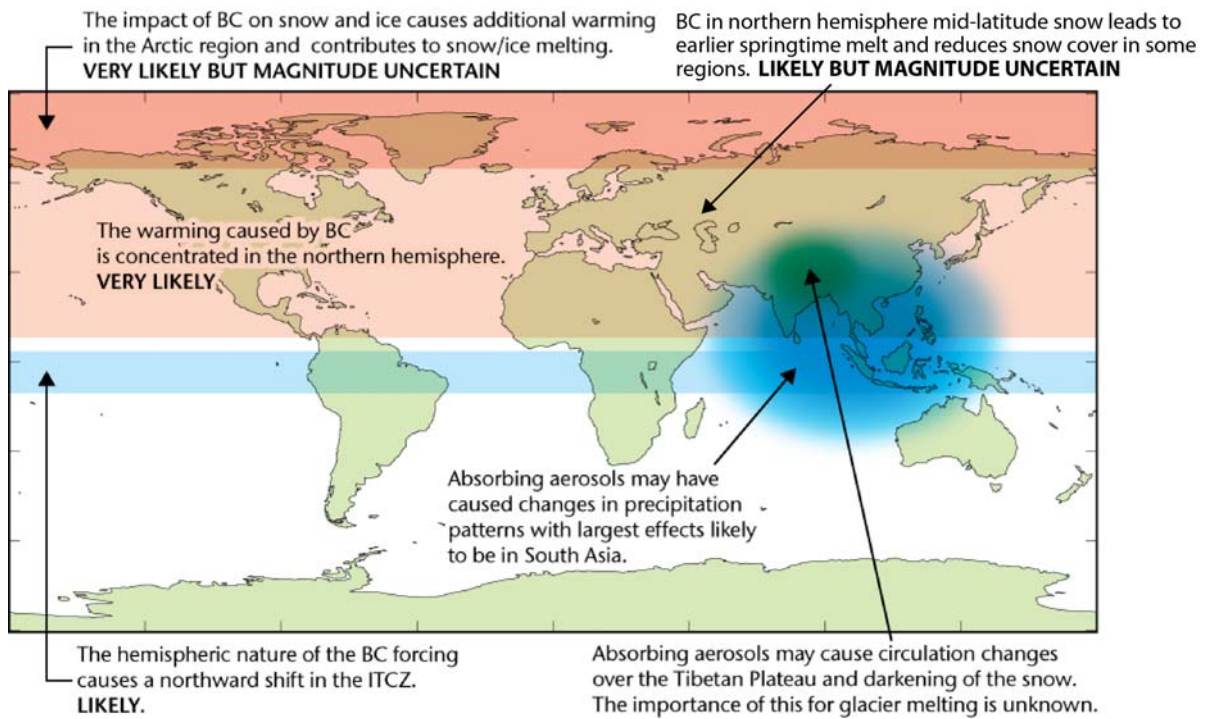 The impact of BC on snow and ice causes additional warming
in the Arctic region and contributes to snow/ice melting.
VERY LIKELY BUT MAGNITUDE UNCERTAIN
BC in northern hemisphere mid-latitude snow leads to
earlier springtime melt and reduces snow cover in some
regions. LIKELY BUT MAGNITUDE UNCERTAIN
The warming caused by BC
is concentrated in the northern hemisphere.
VERY LIKELY
Absorbing aerosols may have
caused changes in precipitation
patterns with largest effects likely
to be in South Asia.
The hemispheric nature of the BC forcing
causes a northward shift in the ITCZ.
LIKELY.
Absorbing aerosols may cause circulation changes
over the Tibetan Plateau and darkening of the snow.
The importance of this for glacier melting is unknown.